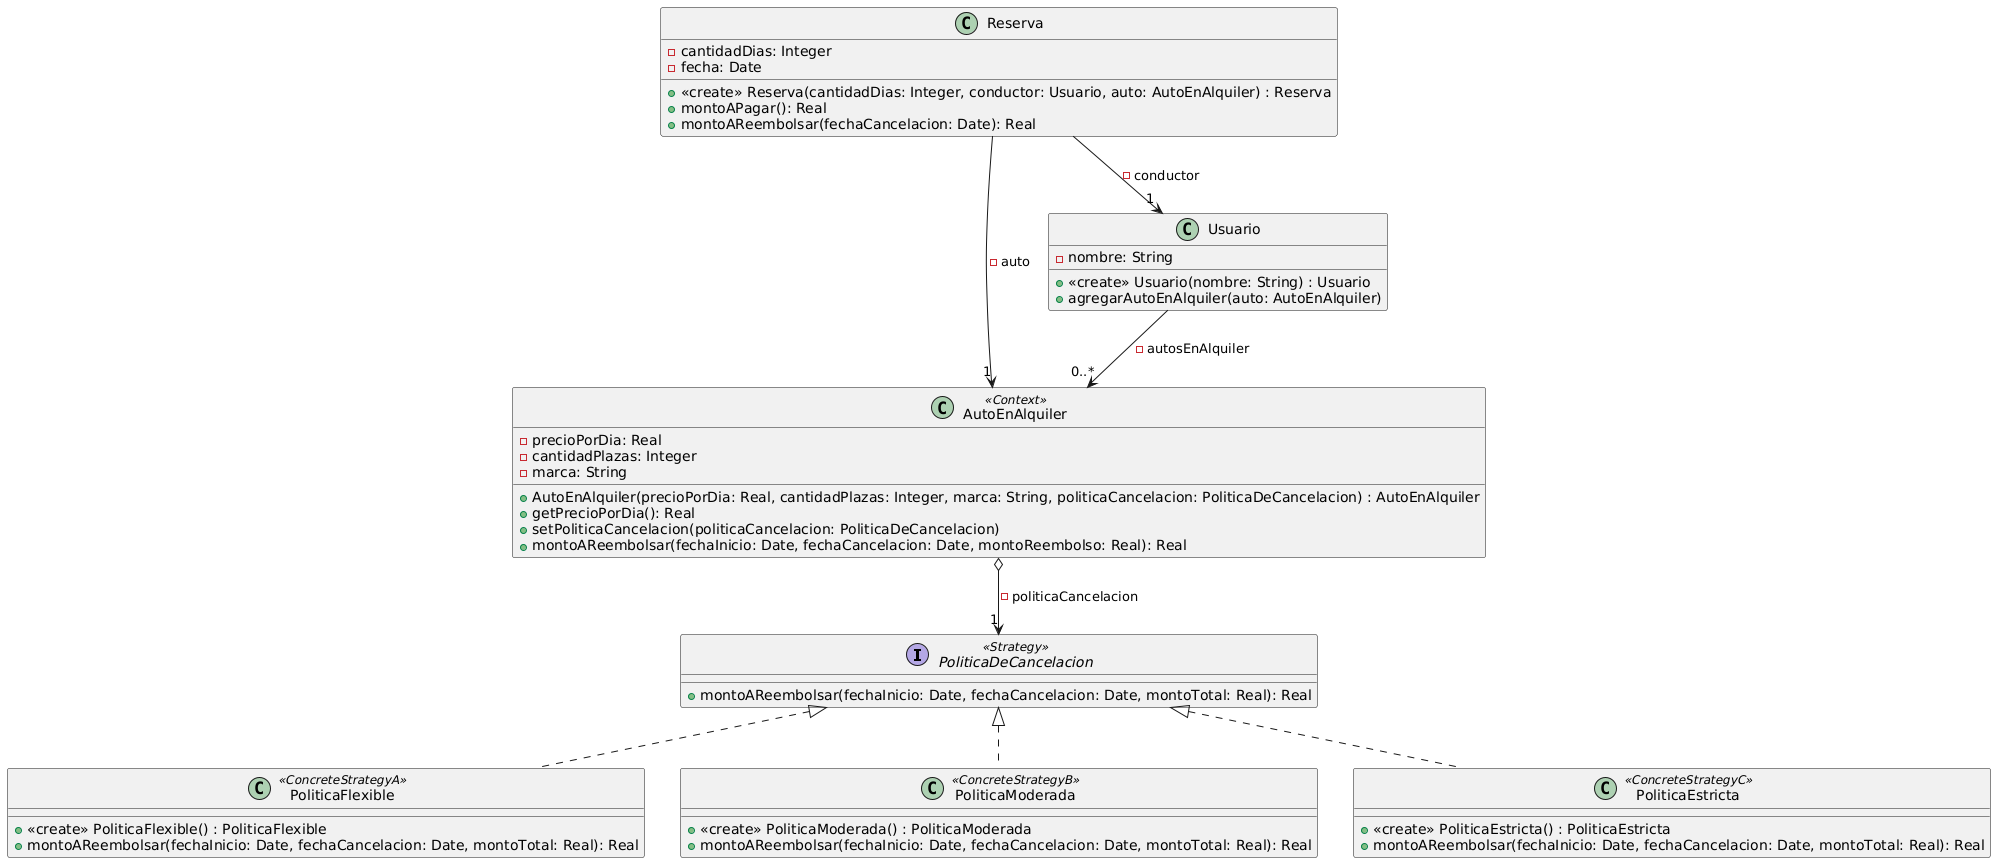 C Reserva
cantidadDias: Integer
fecha: Date
«create» Reserva(cantidadDias: Integer, conductor: Usuario, auto: AutoEnAlquiler) : Reserva
montoAPagar(): Real
montoAReembolsar(fechaCancelacion: Date): Real
conductor
1
C Usuario
nombre: String
«create» Usuario(nombre: String) : Usuario
agregarAutoEnAlquiler(auto: AutoEnAlquiler)
auto
autosEnAlquiler
1
0..*
«Context»
C AutoEnAlquiler
precioPorDia: Real
cantidadPlazas: Integer
marca: String
AutoEnAlquiler(precioPorDia: Real, cantidadPlazas: Integer, marca: String, politicaCancelacion: PoliticaDeCancelacion) : AutoEnAlquiler
getPrecioPorDia(): Real
setPoliticaCancelacion(politicaCancelacion: PoliticaDeCancelacion)
montoAReembolsar(fechaInicio: Date, fechaCancelacion: Date, montoReembolso: Real): Real
politicaCancelacion
1
«Strategy»
I PoliticaDeCancelacion
montoAReembolsar(fechaInicio: Date, fechaCancelacion: Date, montoTotal: Real): Real
«ConcreteStrategyA»
C PoliticaFlexible
«create» PoliticaFlexible() : PoliticaFlexible
montoAReembolsar(fechaInicio: Date, fechaCancelacion: Date, montoTotal: Real): Real
«ConcreteStrategyB»
C PoliticaModerada
«create» PoliticaModerada() : PoliticaModerada
montoAReembolsar(fechaInicio: Date, fechaCancelacion: Date, montoTotal: Real): Real
«ConcreteStrategyC»
C PoliticaEstricta
«create» PoliticaEstricta() : PoliticaEstricta
montoAReembolsar(fechaInicio: Date, fechaCancelacion: Date, montoTotal: Real): Real